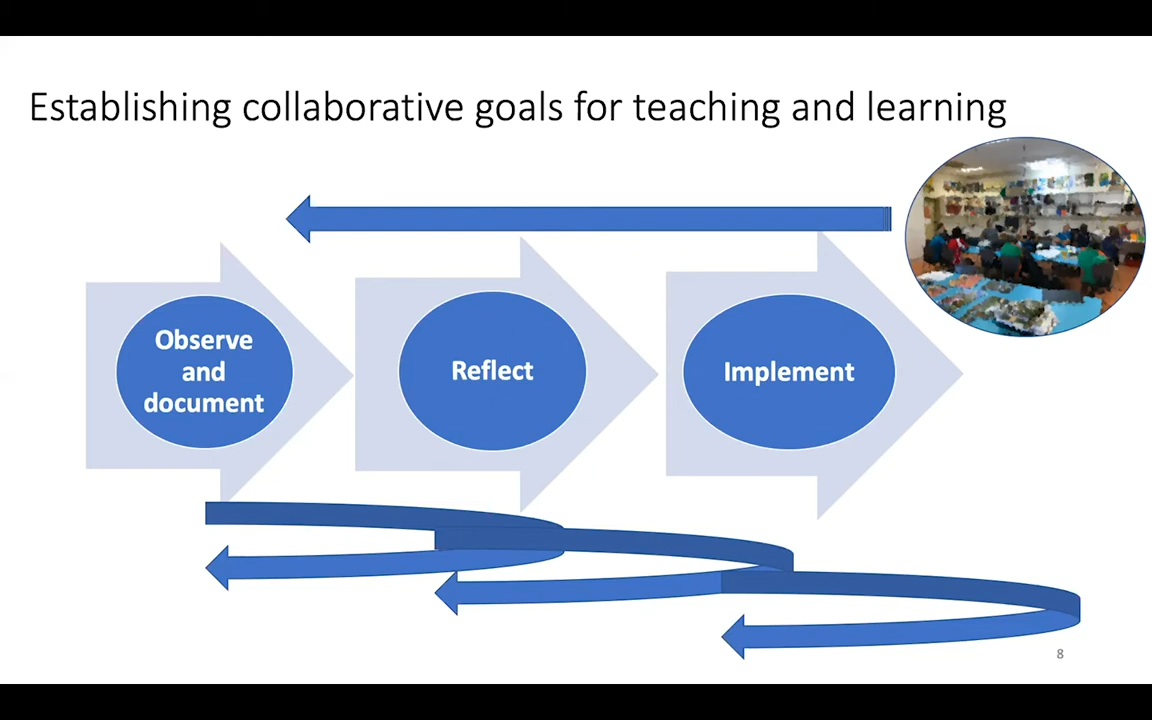 Establishing collaborative goals for teaching and learning
Observe
and
document
Reflect
Implement
8